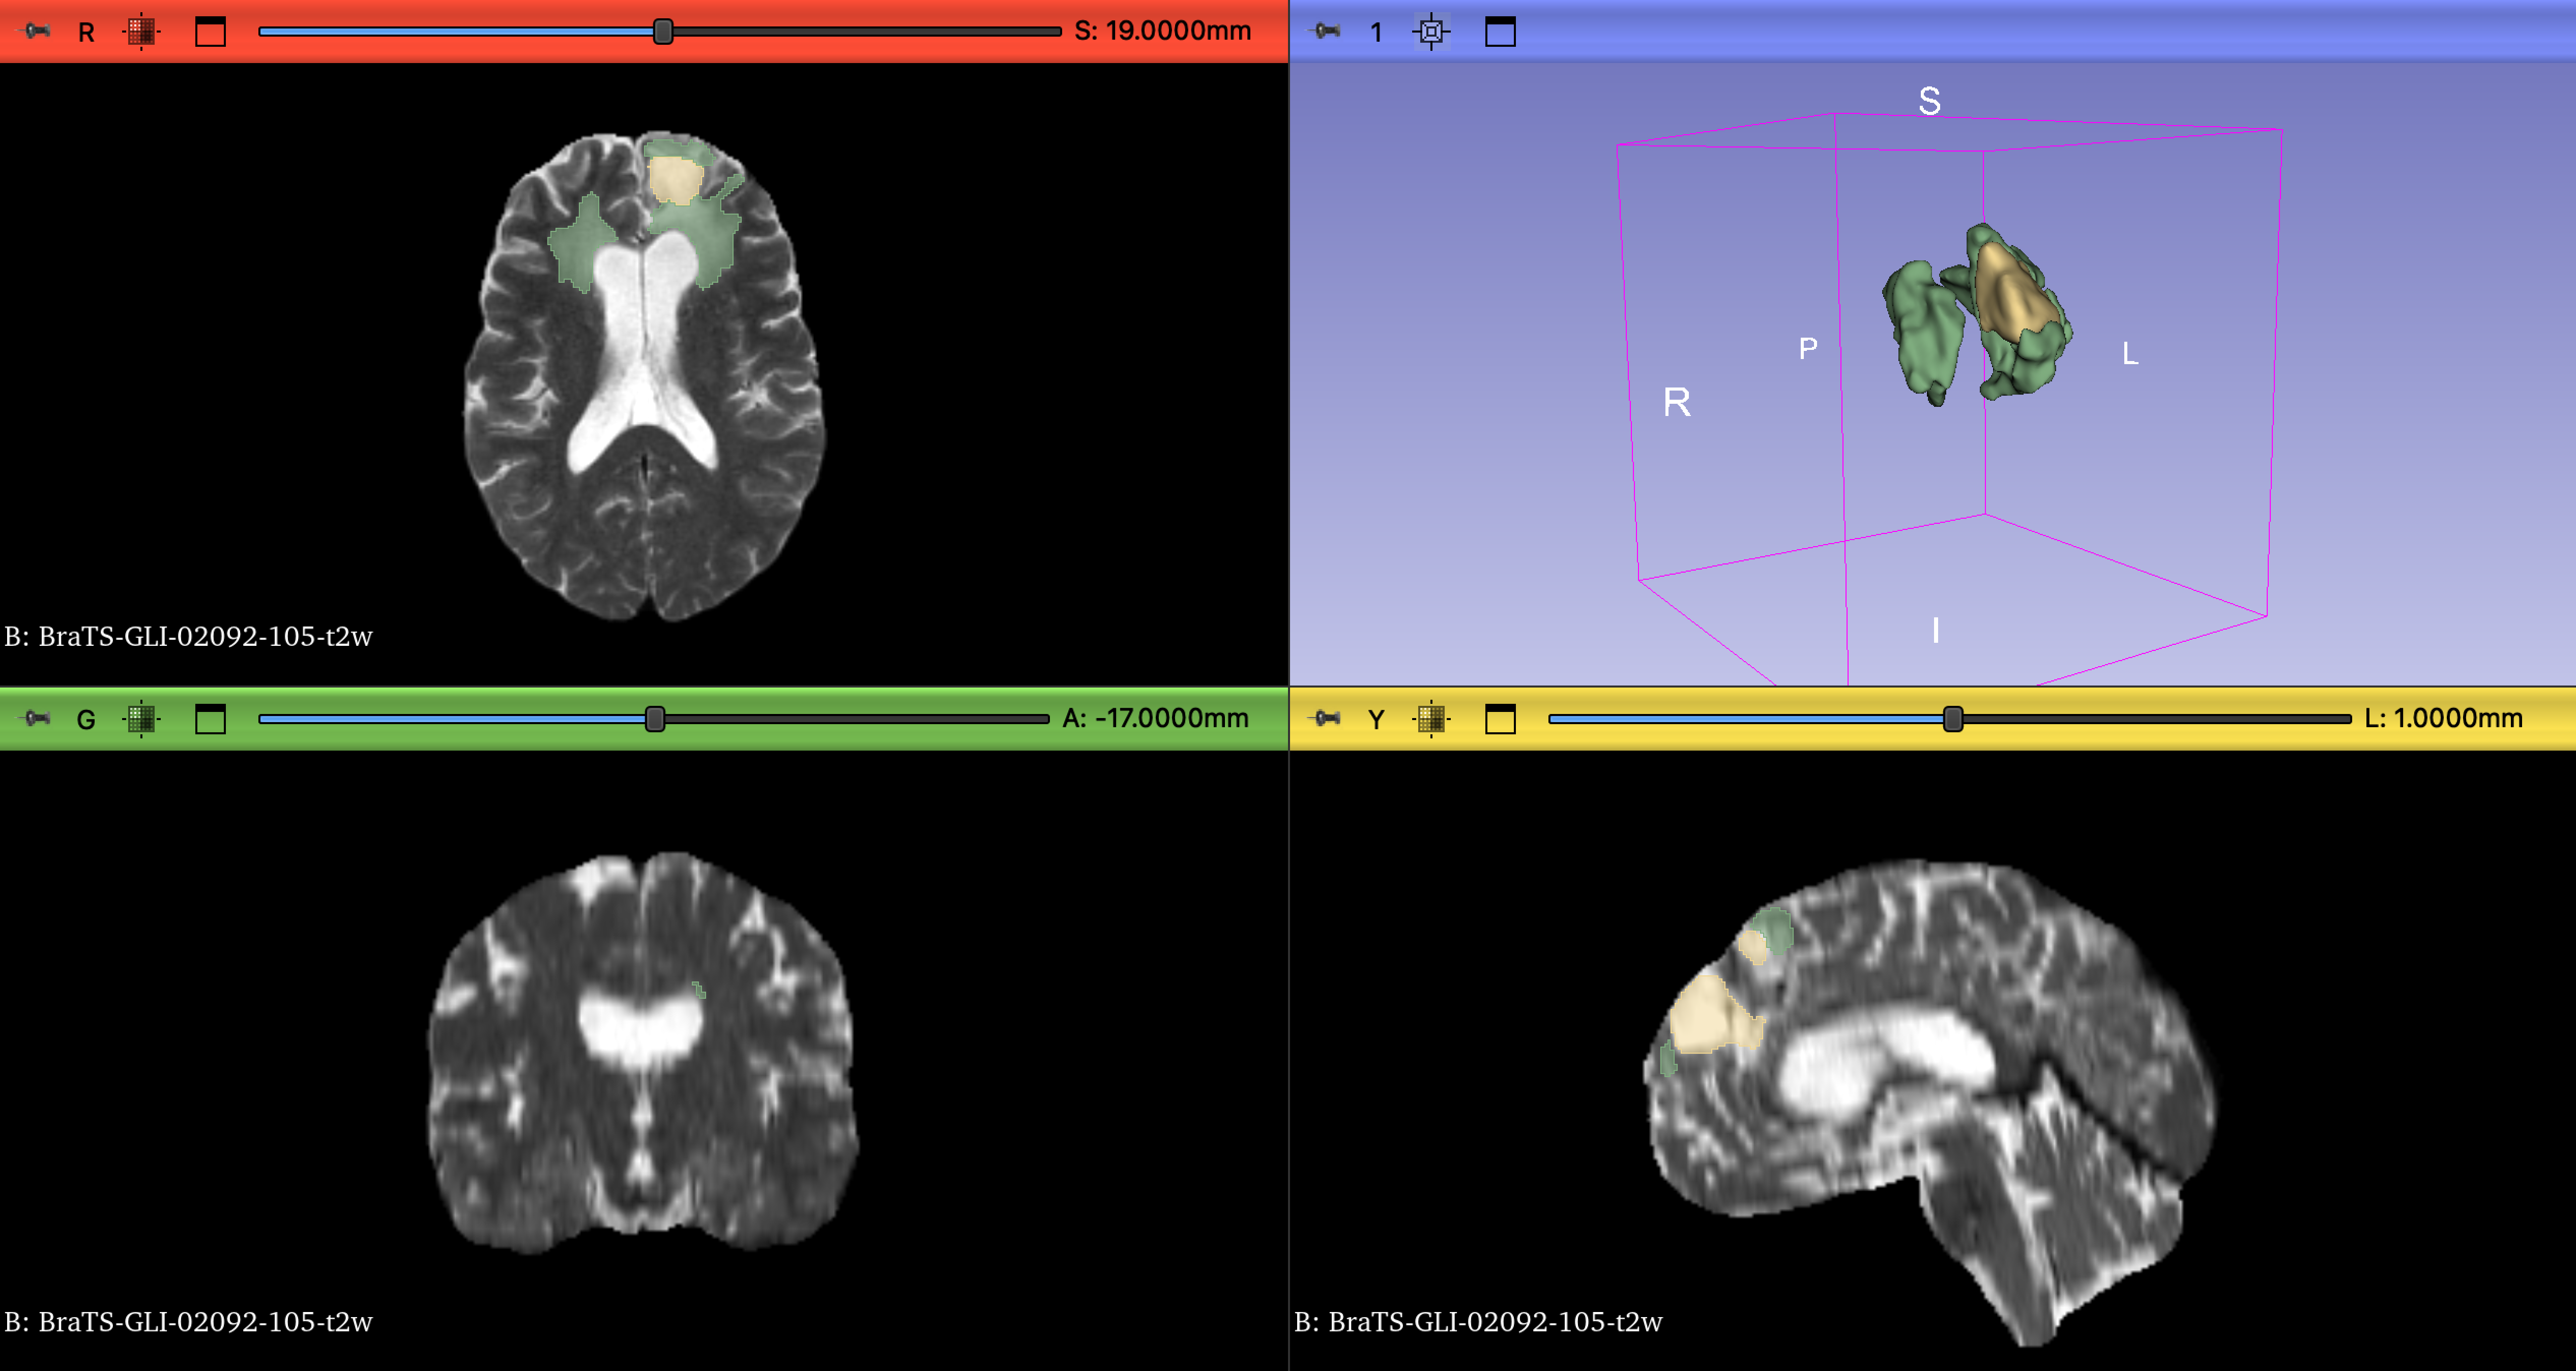 R S: 19.0000mm
B: BraTS-GLI-02092-105-t2w
1
S
P
L
R
I
G A: -17.0000mm
B: BraTS-GLI-02092-105-t2w
Y L: 1.0000mm
B: BraTS-GLI-02092-105-t2w